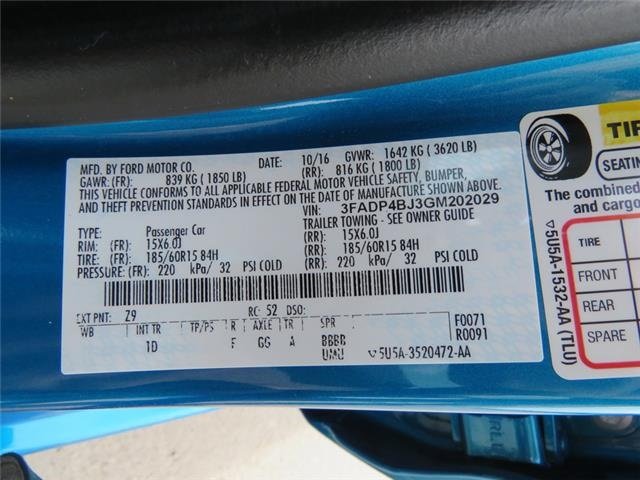 MFD. BY FORD MOTOR CO. DATE: 10/16 GVWR: 1642 KG ( 3620 LB)
GAWR: (FR): 839 KG ( 1850 LB) (RR): 816 KG ( 1800 LB)
THIS VEHICLE CONFORMS TO ALL APPLICABLE FEDERAL MOTOR VEHICLE SAFETY, BUMPER,
AND THEFT PREVENTION STANDARDS IN EFFECT ON THE DATE OF MANUFACTURE SHOWN ABOVE.
VIN: 3FADP4BJ3GM202029
TYPE: Passenger Car TRAILER TOWING - SEE OWNER GUIDE
RIM: (FR): 15X6.0J (RR): 15X6.0J
TIRE: (FR): 185/60R15 84H (RR): 185/60R15 84H
PRESSURE: (FR): 220 kPa/ 32 PSI COLD (RR): 220 kPa/ 32 PSI COLD
EXT PNT: Z9 RC: 52 DSO: F0071
WB INT TR TP/PS R AXLE TR SPR R0091
1D F GG A BBBB
UMU 5U5A-3520472-AA
TIR
SEATIN
The combined
and cargo
TIRE
FRONT
REAR
SPARE
5U5A-1532-AA (TLU)